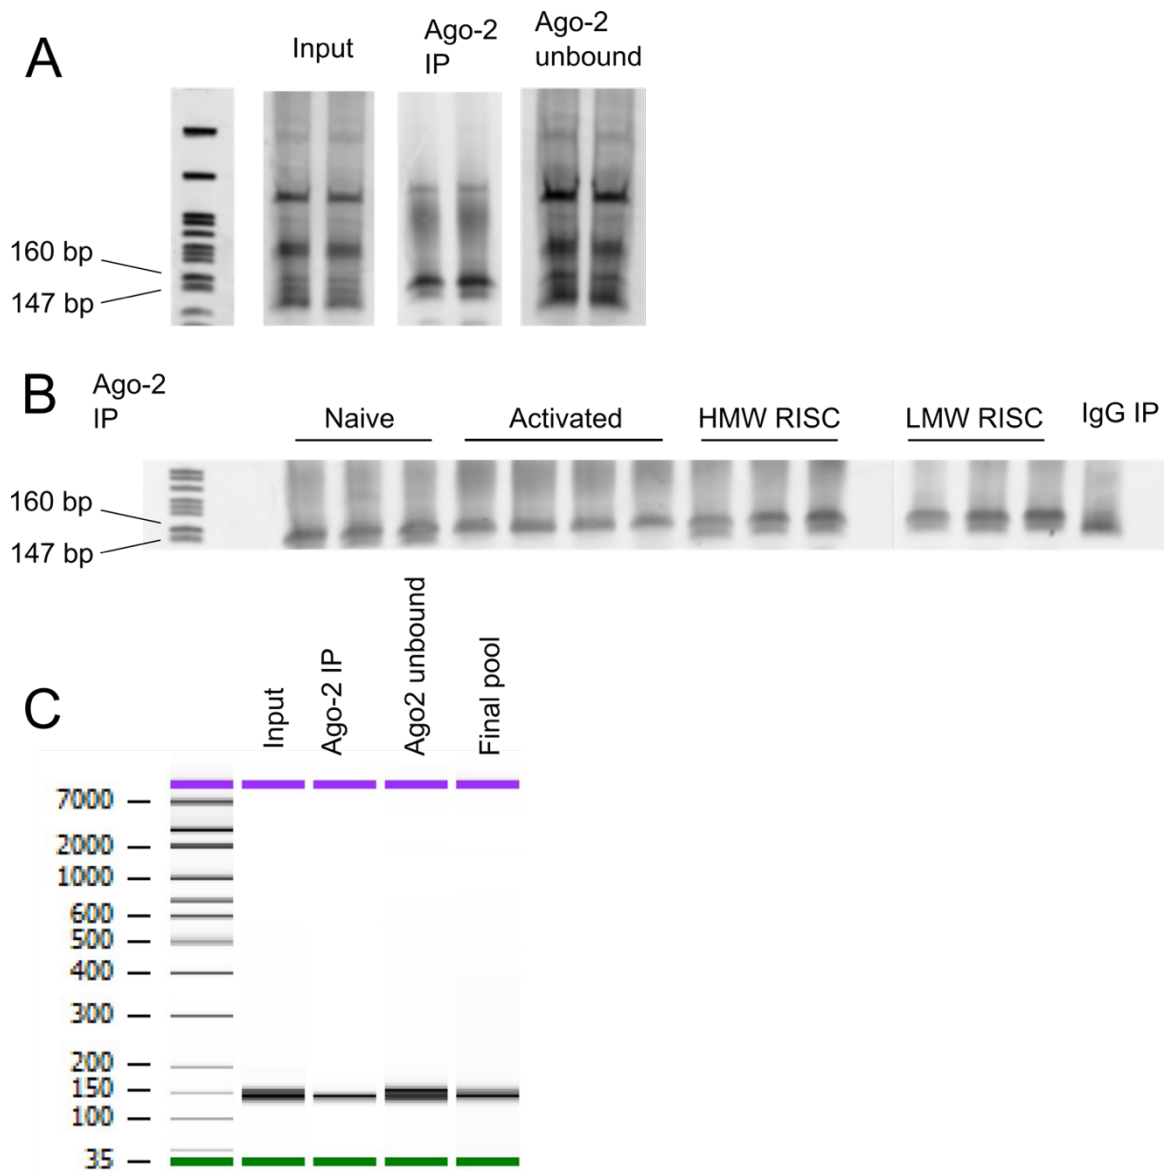 A
Input
Ago-2
IP
Ago-2
unbound
160 bp
147 bp
B
Ago-2
IP
Naive
Activated
HMW RISC
LMW RISC
IgG IP
160 bp
147 bp
C
Input
Ago-2 IP
Ago2 unbound
Final pool
7000
2000
1000
600
500
400
300
200
150
100
35